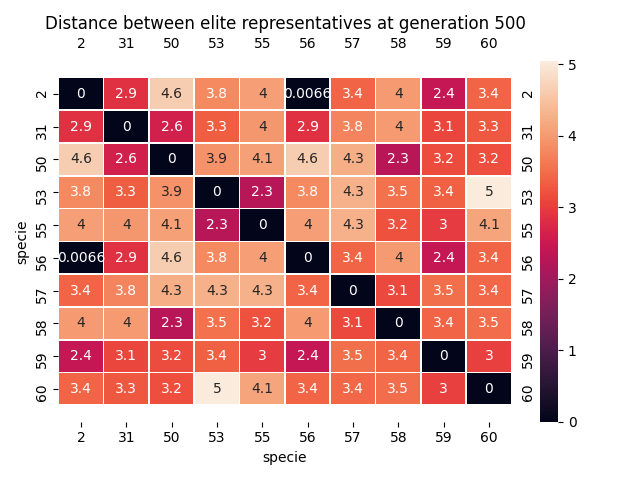 Distance between elite representatives at generation 500
2 31 50 53 55 56 57 58 59 60
2 0 2.9 4.6 3.8 4 0.0066 3.4 4 2.4 3.4 2
31 2.9 0 2.6 3.3 4 2.9 3.8 4 3.1 3.3 31
50 4.6 2.6 0 3.9 4.1 4.6 4.3 2.3 3.2 3.2 50
53 3.8 3.3 3.9 0 2.3 3.8 4.3 3.5 3.4 5 53
55 4 4 4.1 2.3 0 4 4.3 3.2 3 4.1 55
56 0.0066 2.9 4.6 3.8 4 0 3.4 4 2.4 3.4 56
57 3.4 3.8 4.3 4.3 4.3 3.4 0 3.1 3.5 3.4 57
58 4 4 2.3 3.5 3.2 4 3.1 0 3.4 3.5 58
59 2.4 3.1 3.2 3.4 3 2.4 3.5 3.4 0 3 59
60 3.4 3.3 3.2 5 4.1 3.4 3.4 3.5 3 0 60
2 31 50 53 55 56 57 58 59 60
specie
specie
5
4
3
2
1
0